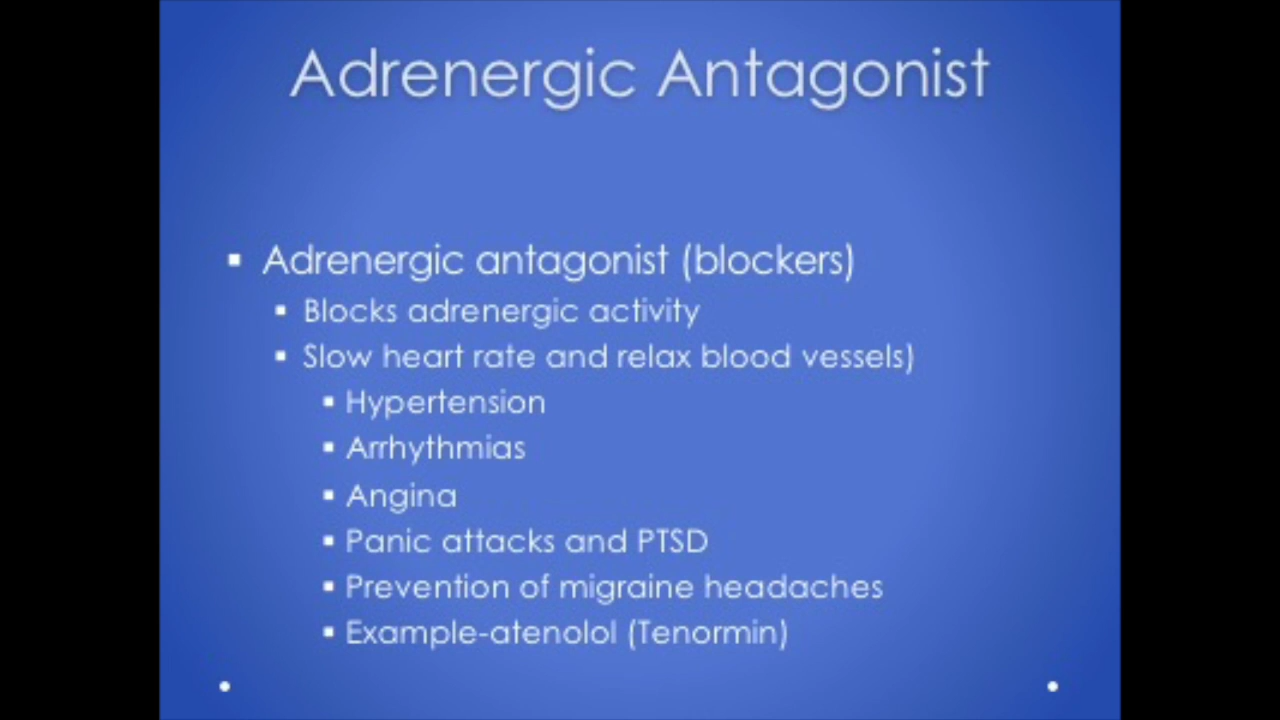 Adrenergic Antagonist
▪ Adrenergic antagonist (blockers)
▪ Blocks adrenergic activity
▪ Slow heart rate and relax blood vessels)
▪ Hypertension
▪ Arrhythmias
▪ Angina
▪ Panic attacks and PTSD
▪ Prevention of migraine headaches
▪ Example-atenolol (Tenormin)